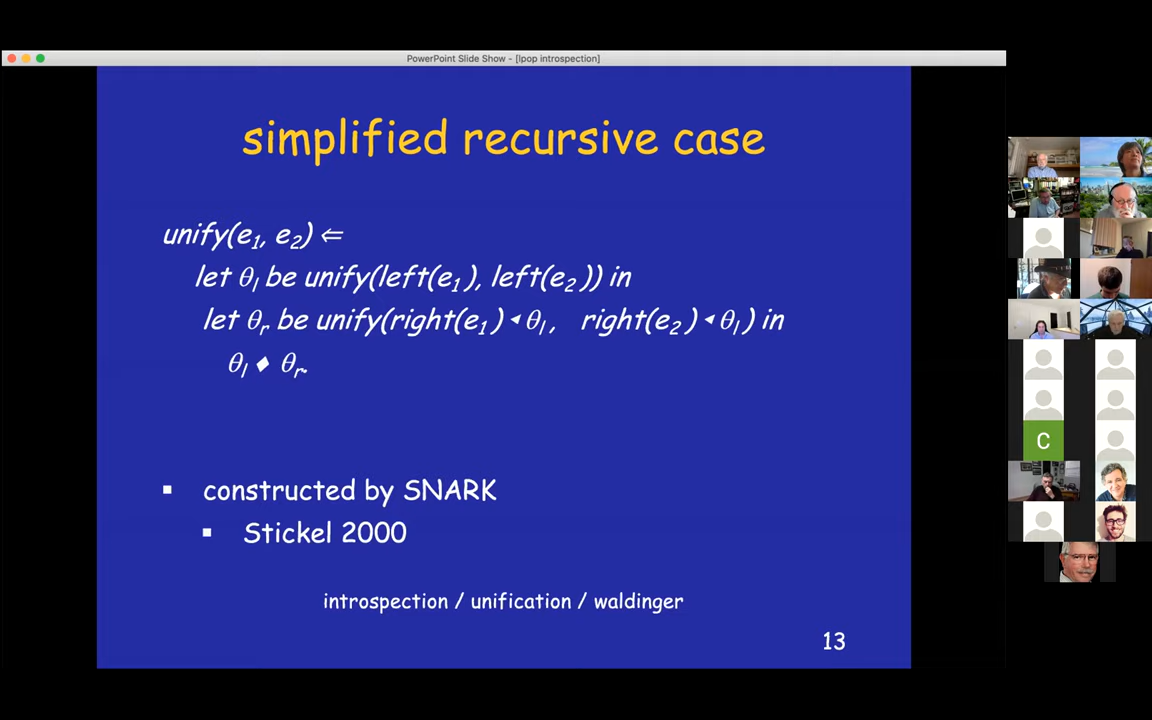 PowerPoint Slide Show - [lpop introspection]
simplified recursive case
unify(e₁, e₂) ⇐
let θₗ be unify(left(e₁), left(e₂)) in
let θᵣ be unify(right(e₁) ◂ θₗ, right(e₂) ◂ θₗ) in
θₗ ♦ θᵣ.
▪ constructed by SNARK
▪ Stickel 2000
introspection / unification / waldinger
13
C